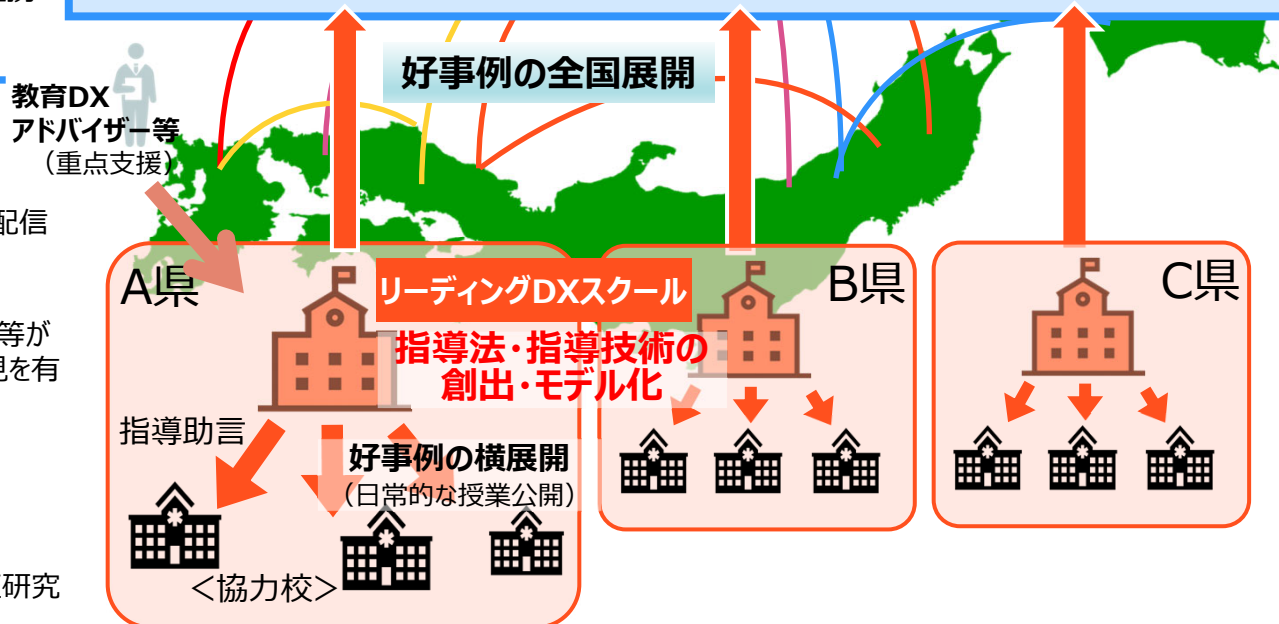 好事例の全国展開
教育DX
アドバイザー等
（重点支援）
配信
等が
見を有
研究
A県
リーディングDXスクール
指導法・指導技術の
創出・モデル化
指導助言
好事例の横展開
（日常的な授業公開）
＜協力校＞
B県
C県